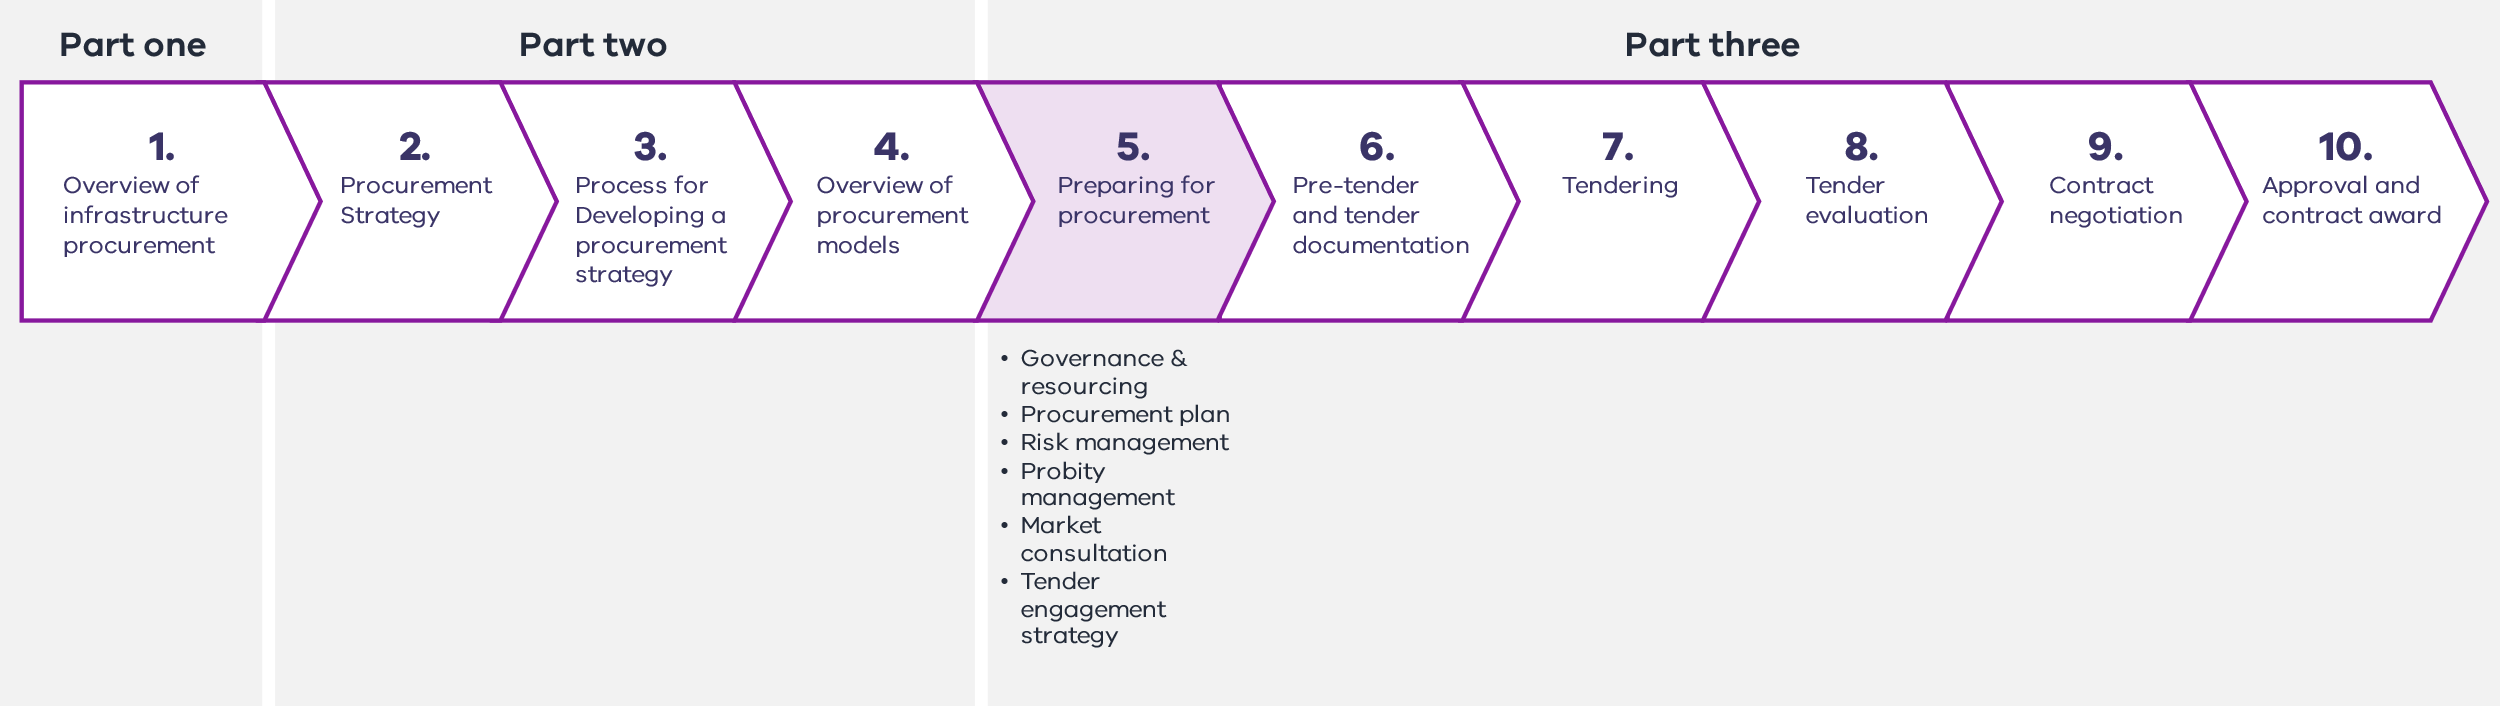 Part one
Part two
Part three
1.
Overview of
infrastructure
procurement
2.
Procurement
Strategy
3.
Process for
Developing a
procurement
strategy
4.
Overview of
procurement
models
5.
Preparing for
procurement
6.
Pre-tender
and tender
documentation
7.
Tendering
8.
Tender
evaluation
9.
Contract
negotiation
10.
Approval and
contract award
• Governance &
resourcing
• Procurement plan
• Risk management
• Probity
management
• Market
consultation
• Tender
engagement
strategy